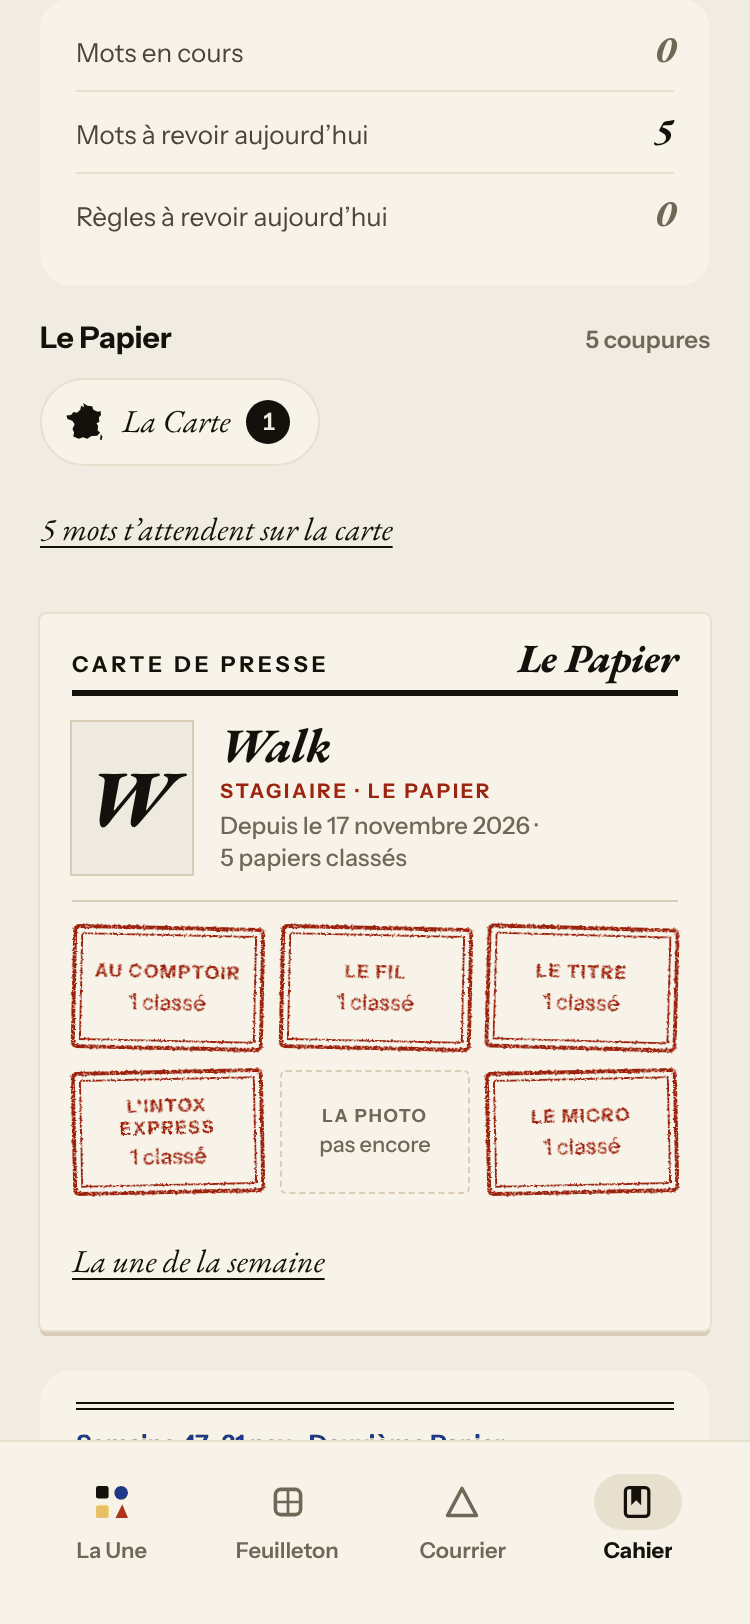 Mots en cours 0
Mots à revoir aujourd’hui 5
Règles à revoir aujourd’hui 0
Le Papier 5 coupures
La Carte 1
5 mots t’attendent sur la carte
CARTE DE PRESSE Le Papier
W
Walk
STAGIAIRE · LE PAPIER
Depuis le 17 novembre 2026 ·
5 papiers classés
AU COMPTOIR
1 classé
LE FIL
1 classé
LE TITRE
1 classé
L'INTOX
EXPRESS
1 classé
LA PHOTO
pas encore
LE MICRO
1 classé
La une de la semaine
La Une Feuilleton Courrier Cahier